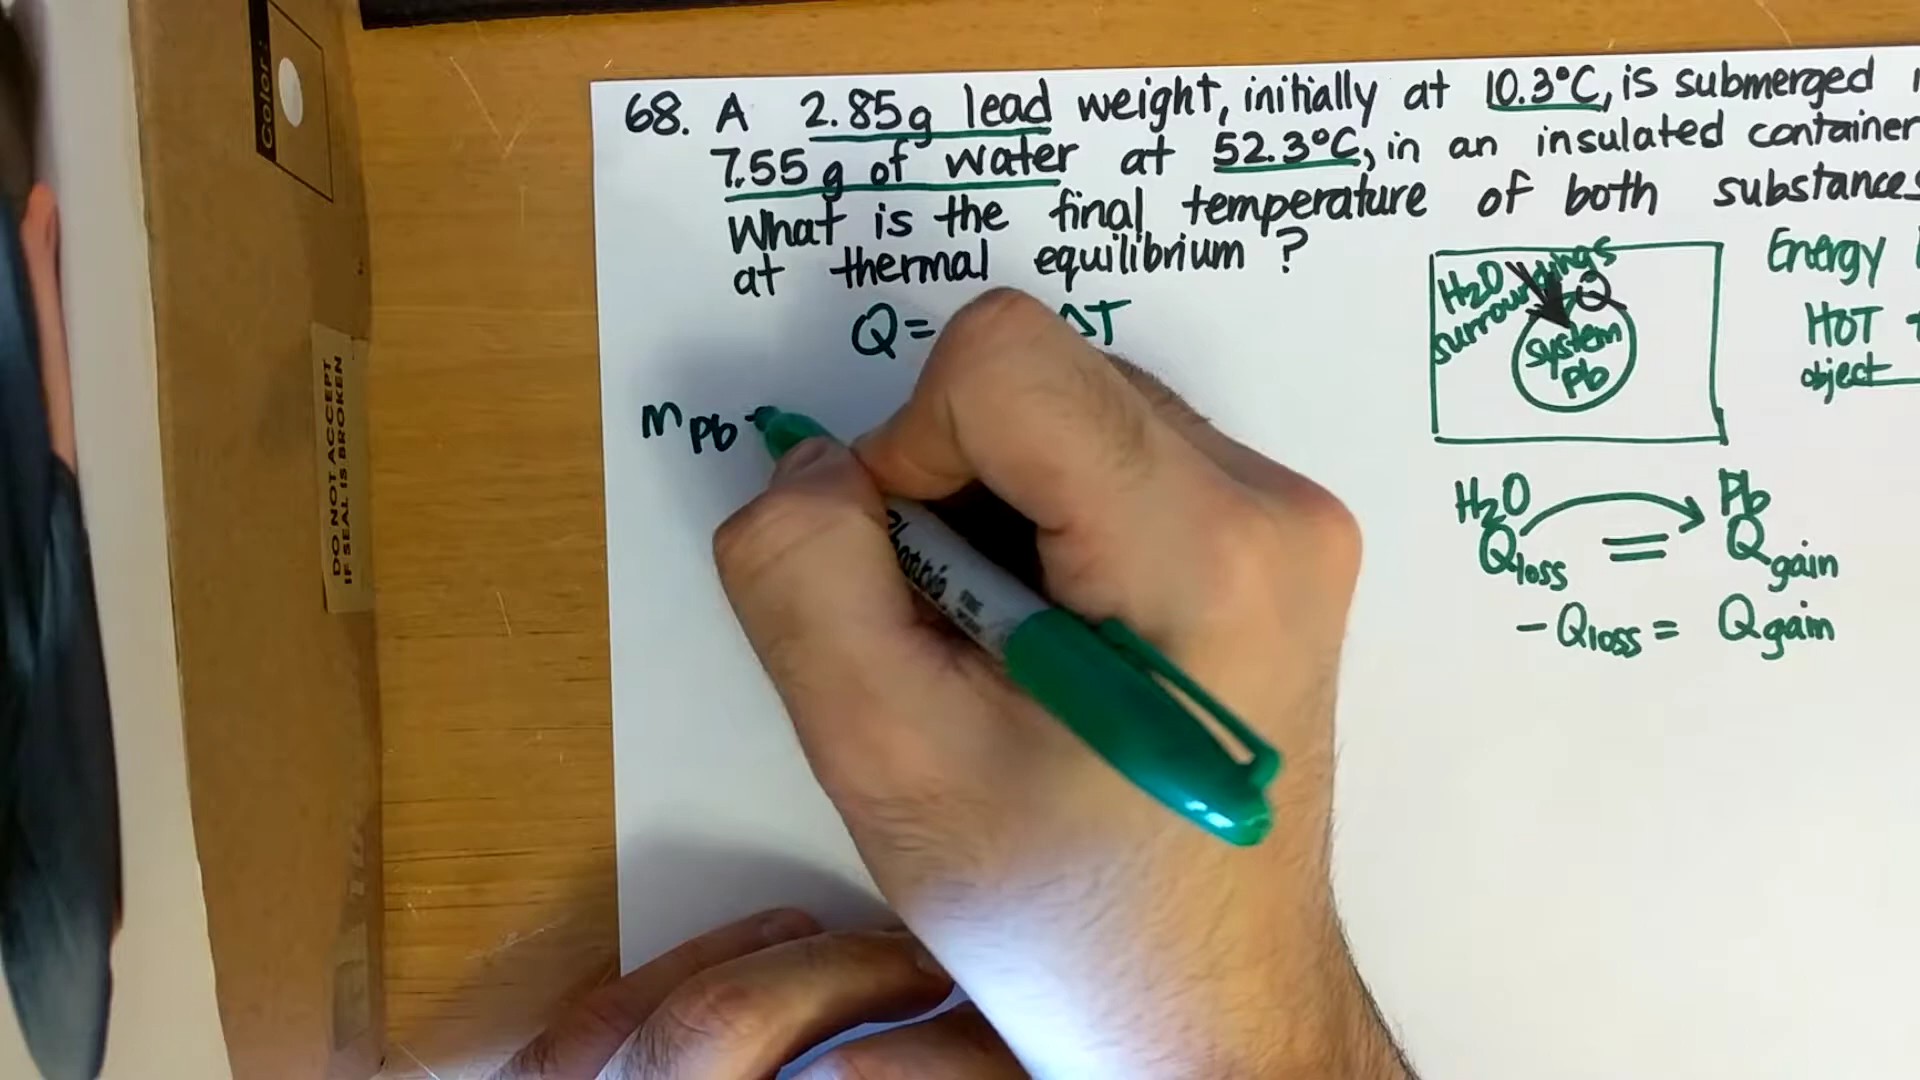 68. A 2.85g lead weight, initially at 10.3°C, is submerged
7.55 g of water at 52.3°C, in an insulated container
What is the final temperature of both substances
at thermal equilibrium ?
Q= ΔT
mPb
H₂O
surroundings
Q
system
Pb
Energy
HOT
object
H₂O Pb
Qloss = Qgain
- Qloss = Qgain
Color:
DO NOT ACCEPT
IF SEAL IS BROKEN